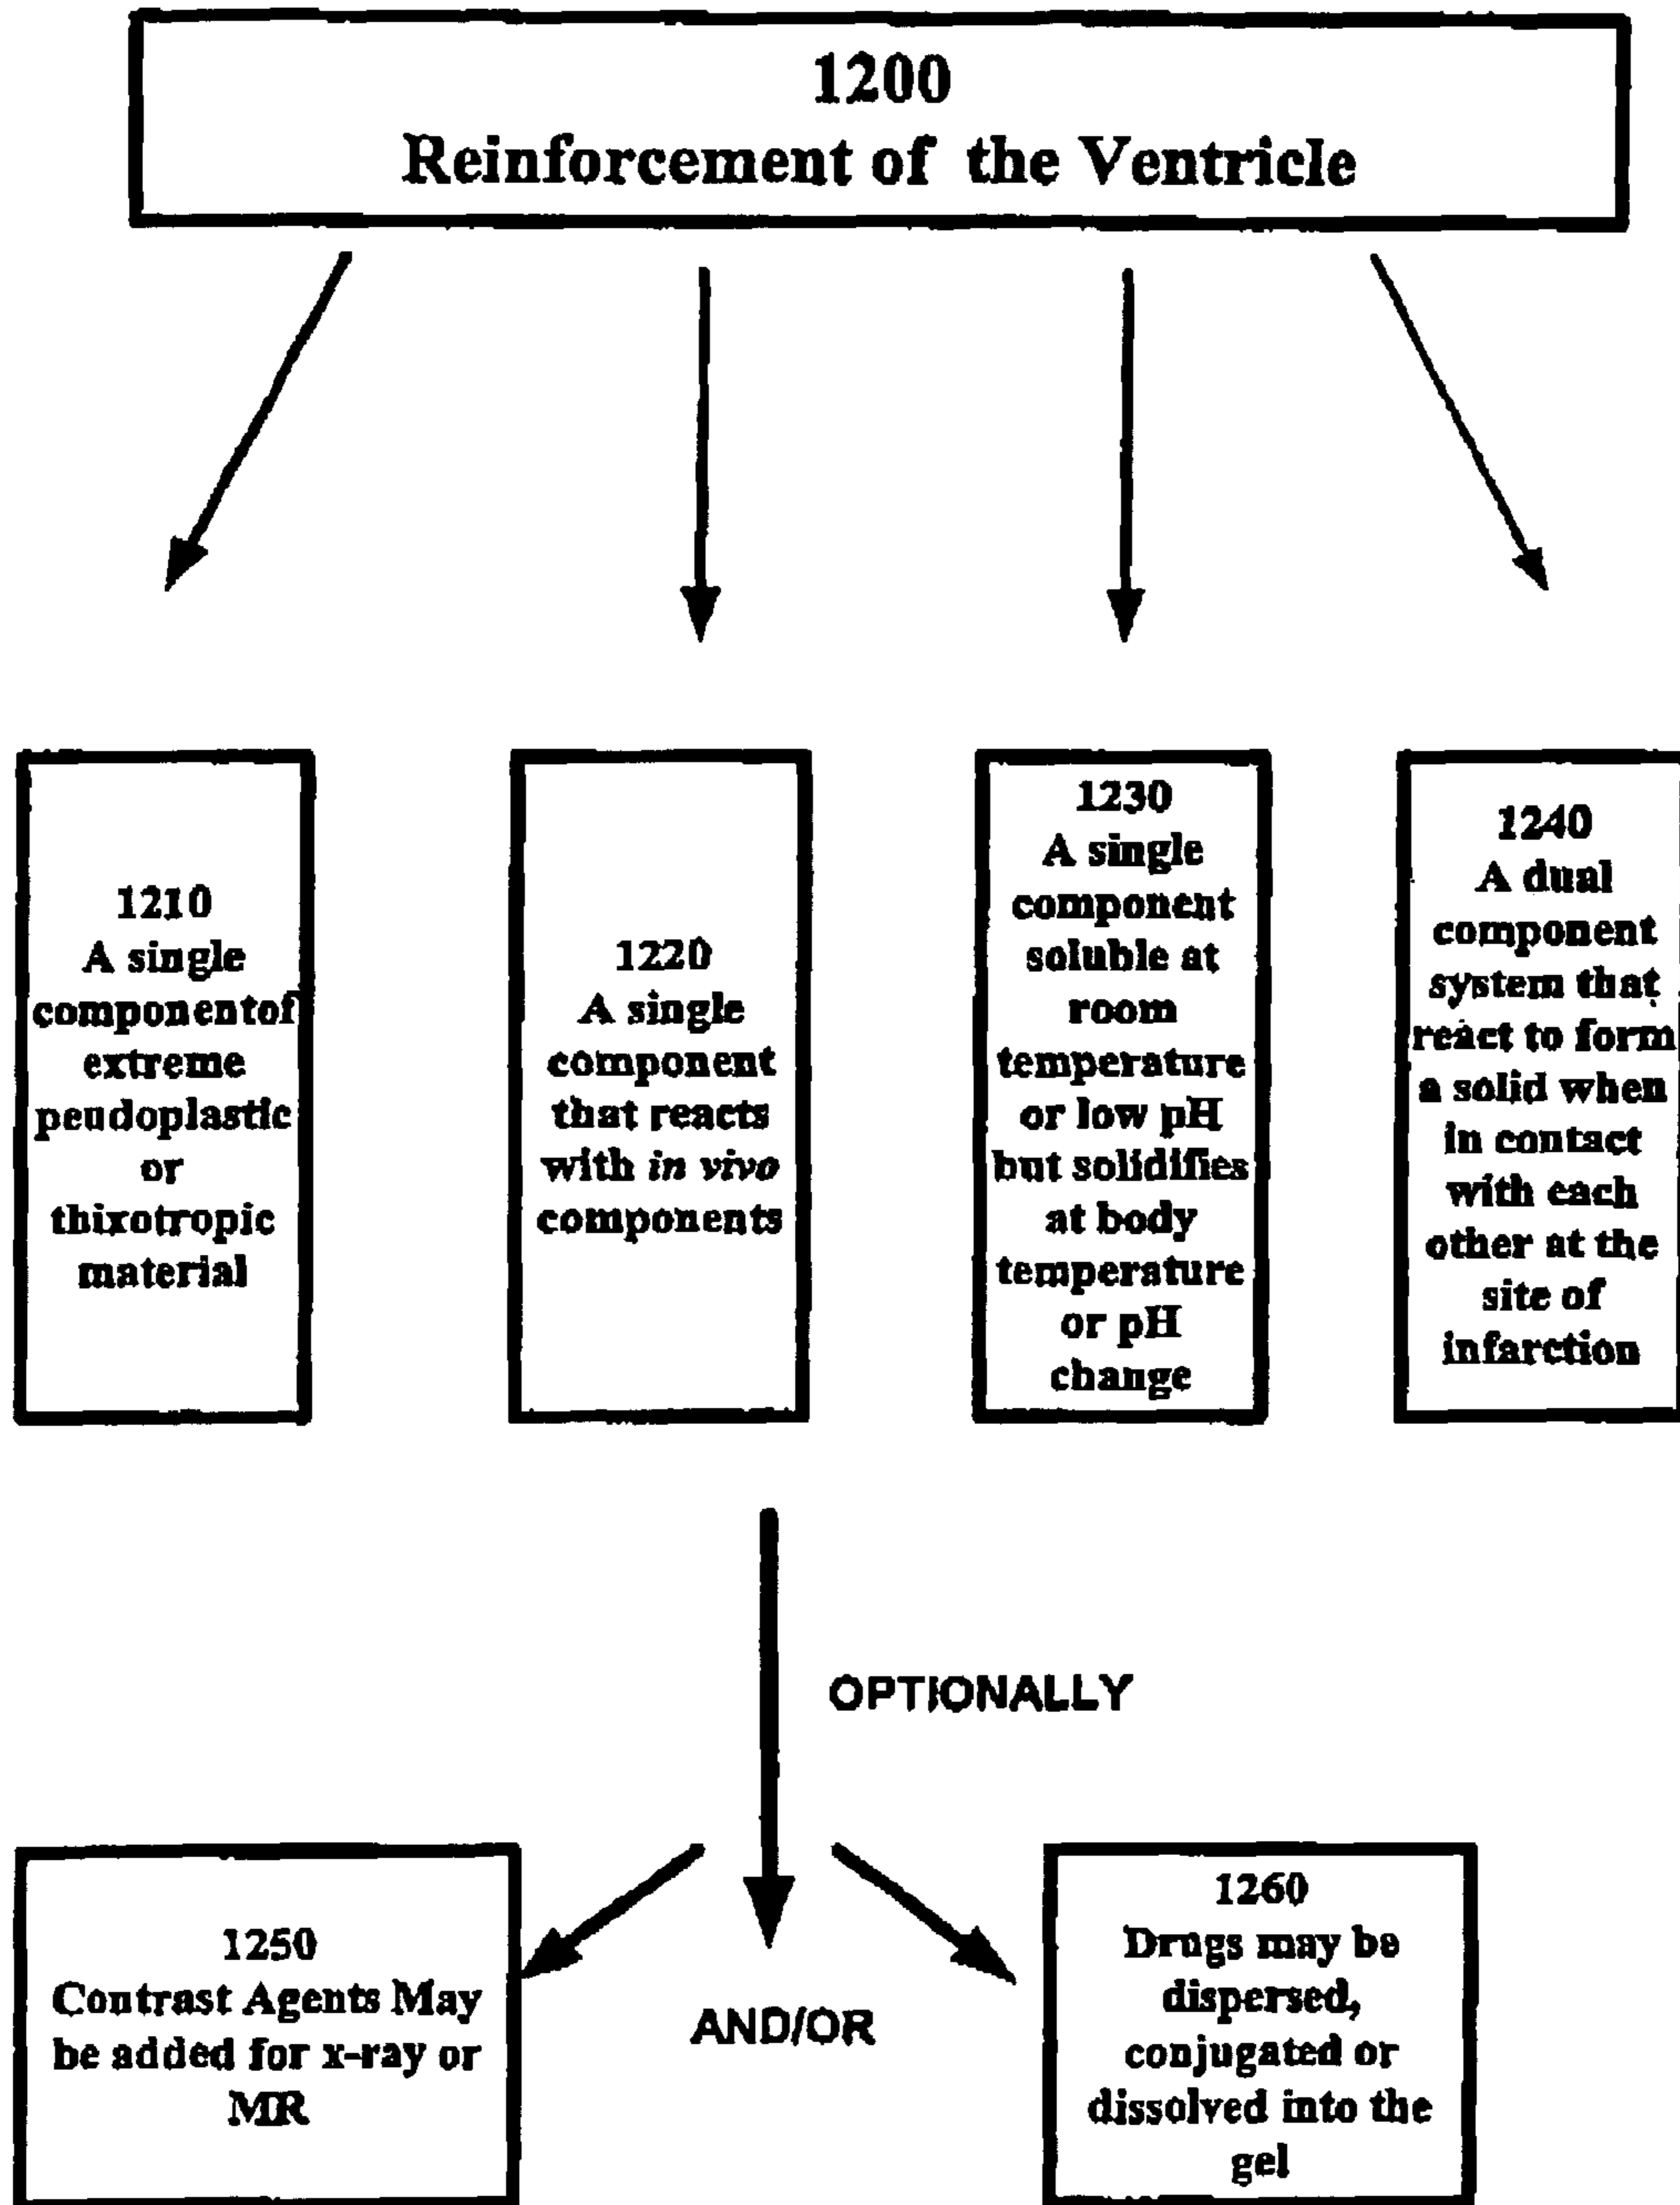 1200
Reinforcement of the Ventricle
1210
A single
componentof
extreme
peudoplastic
or
thixotropic
material
1220
A single
component
that reacts
with in vivo
components
1230
A single
component
soluble at
room
temperature
or low pH
but solidifies
at body
temperature
or pH
change
1240
A dual
component
system that
react to form
a solid when
in contact
with each
other at the
site of
infarction
OPTIONALLY
1250
Contrast Agents May
be added for x-ray or
MR
AND/OR
1260
Drugs may be
dispersed,
conjugated or
dissolved into the
gel